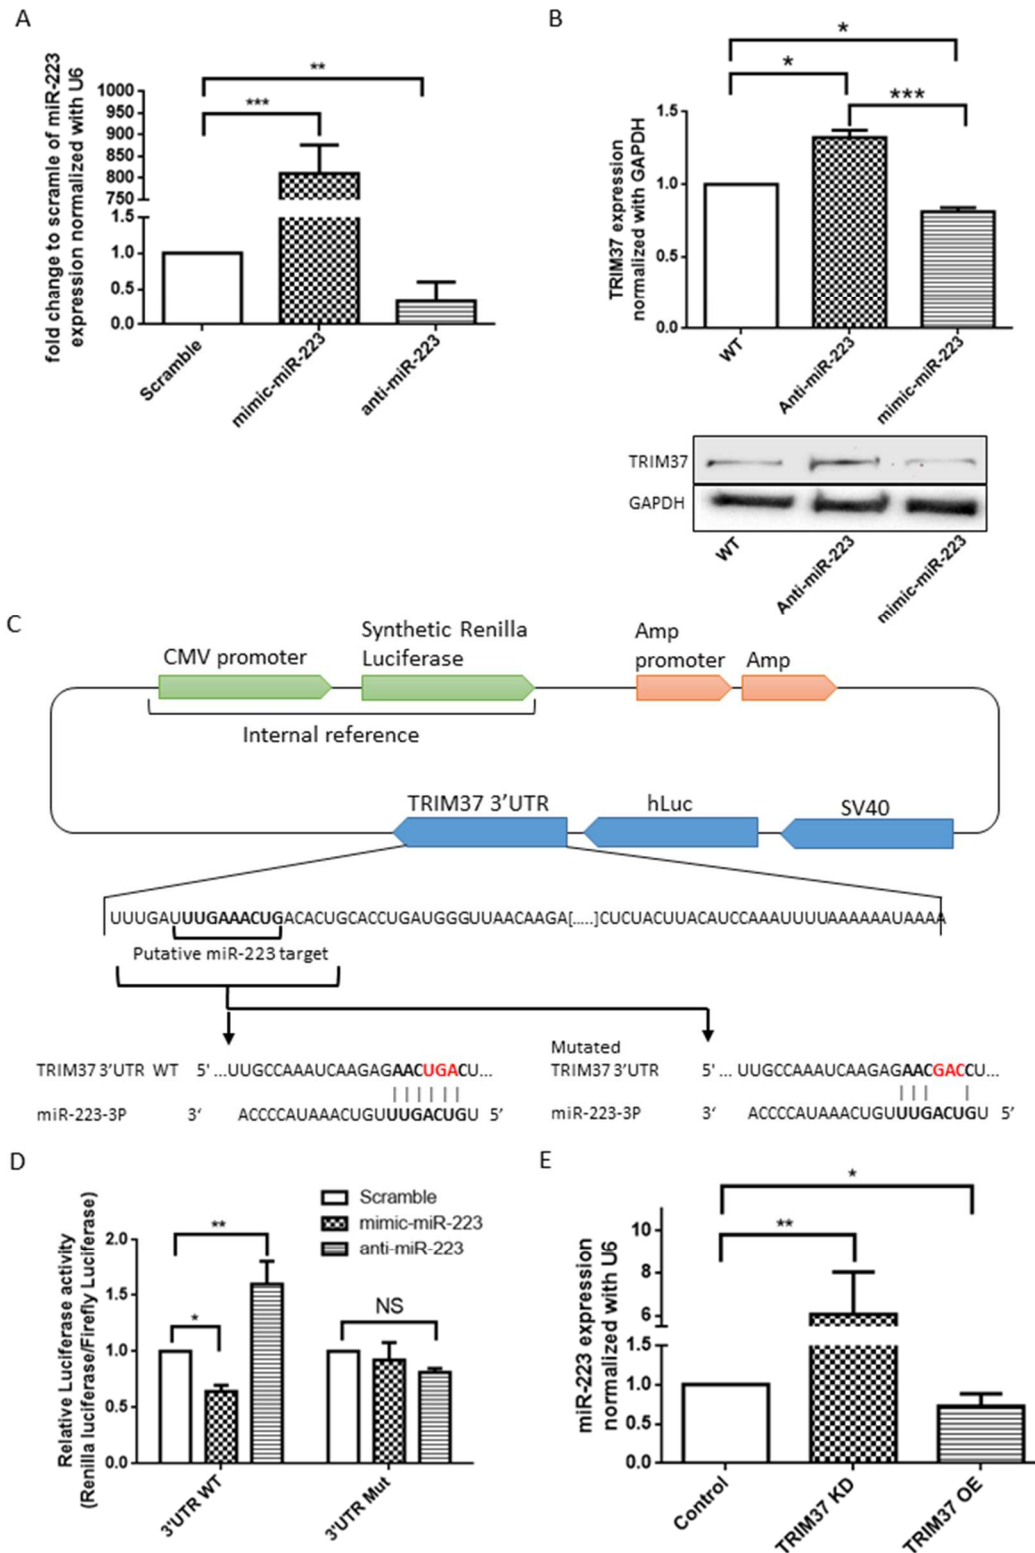 A
fold change to scramle of miR-223
expression normalized with U6
1000
950
900
850
800
750
1.5
1.0
0.5
0.0
**
***
Scramble
mimic-miR-223
anti-miR-223
B
TRIM37 expression
normalized with GAPDH
1.5
1.0
0.5
0.0
*
*
***
WT
Anti-miR-223
mimic-miR-223
TRIM37
GAPDH
WT
Anti-miR-223
mimic-miR-223
C
CMV promoter
Synthetic Renilla
Luciferase
Amp
promoter
Amp
Internal reference
TRIM37 3'UTR
hLuc
SV40
UUUGAUUUGAAACUGACACUGCACCUGAUGGGUUAACAAGA[.....]CUCUACUUACAUCCAAAUUUUAAAAAAUAAAA
Putative miR-223 target
TRIM37 3'UTR WT 5' ...UUGCCAAAUCAAGAGAACUGACU...
miR-223-3P 3' ACCCCAUAAACUGUUUGACUGU 5'
Mutated
TRIM37 3'UTR 5' ... UUGCCAAAUCAAGAGAACGACCU...
miR-223-3P 3' ACCCCAUAAACUGUUUGACUGU 5'
D
Relative Luciferase activity
(Renilla luciferase/Firefly Luciferase)
Scramble
mimic-miR-223
anti-miR-223
2.0
1.5
1.0
0.5
0.0
**
*
NS
3'UTR WT
3'UTR Mut
E
miR-223 expression
normalized with U6
10
8
6
1.5
1.0
0.5
0.0
*
**
Control
TRIM37 KD
TRIM37 OE